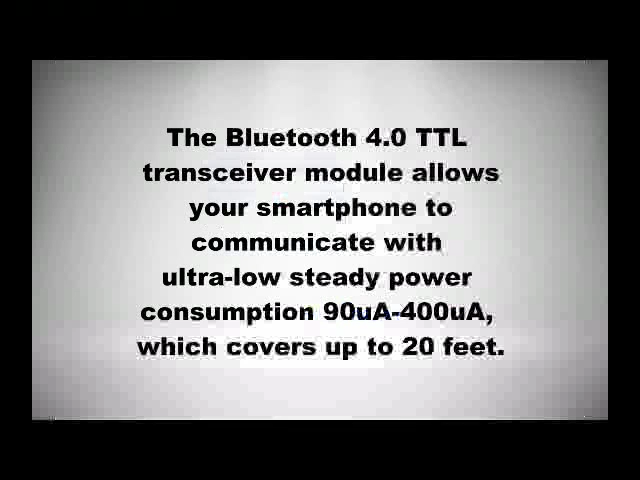 The Bluetooth 4.0 TTL
transceiver module allows
your smartphone to
communicate with
ultra-low steady power
consumption 90uA-400uA,
which covers up to 20 feet.